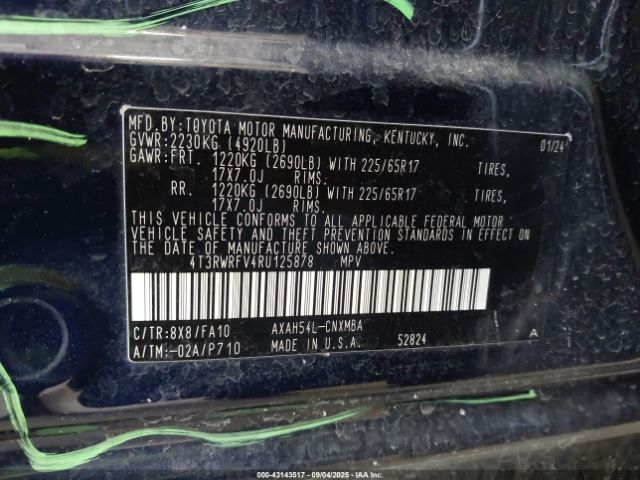 MFD.BY:TOYOTA MOTOR MANUFACTURING, KENTUCKY, INC. 01/24
GVWR:2230KG (4920LB)
GAWR:FRT. 1220KG (2690LB) WITH 225/65R17 TIRES,
17X7.0J RIMS.
RR. 1220KG (2690LB) WITH 225/65R17 TIRES,
17X7.0J RIMS.
THIS VEHICLE CONFORMS TO ALL APPLICABLE FEDERAL MOTOR
VEHICLE SAFETY AND THEFT PREVENTION STANDARDS IN EFFECT ON
THE DATE OF MANUFACTURE SHOWN ABOVE.
4T3RWRFV4RU125878 MPV
C/TR:8X8/FA10 AXAH54L-CNXMBA
A/TM:-02A/P710 MADE IN U.S.A. 52824 A
000-43143517 - 09/04/2025 - IAAI.COM